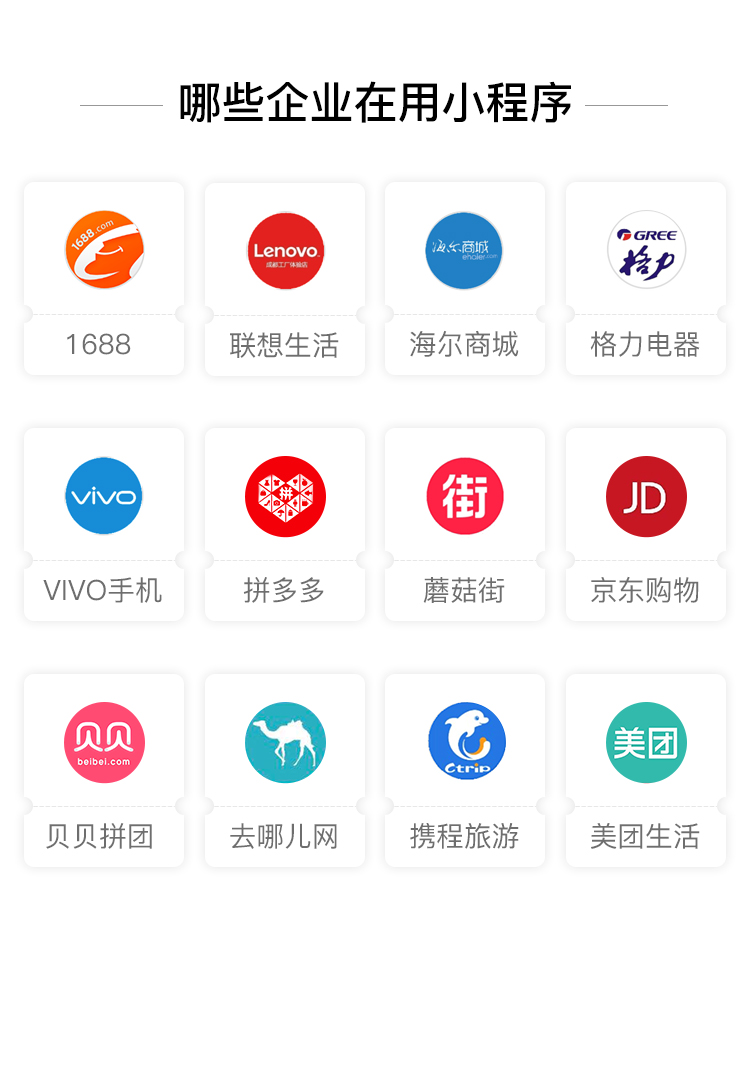 哪些企业在用小程序
1688.com
1688
Lenovo
成都工厂体验店
联想生活
海尔商城
ehaier.com
海尔商城
GREE
格力
格力电器
vivo
VIVO手机
拼
拼多多
街
蘑菇街
JD
京东购物
贝贝
beibei.com
贝贝拼团
去哪儿网
Ctrip
携程旅游
美团
美团生活